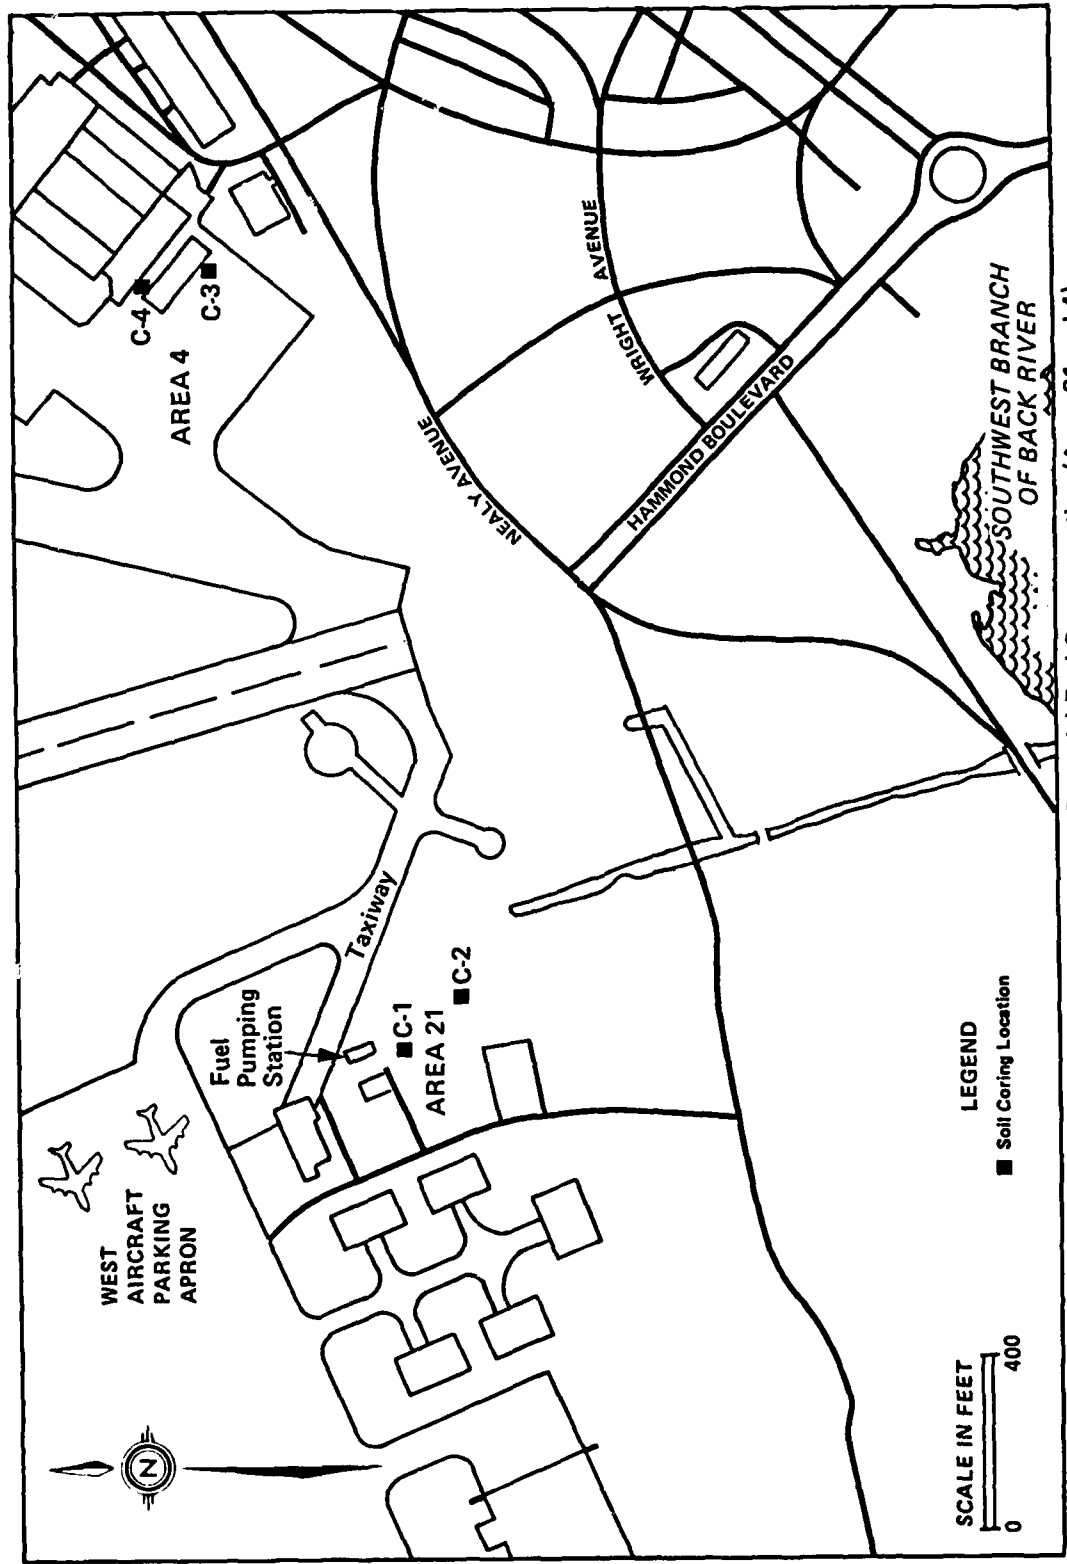 C-4
C-3
AREA 4
NEALY AVENUE
WRIGHT AVENUE
HAMMOND BOULEVARD
SOUTHWEST BRANCH
OF BACK RIVER
Taxiway
Fuel
Pumping
Station
C-1
AREA 21
C-2
WEST
AIRCRAFT
PARKING
APRON
N
LEGEND
■ Soil Coring Location
SCALE IN FEET
0 400